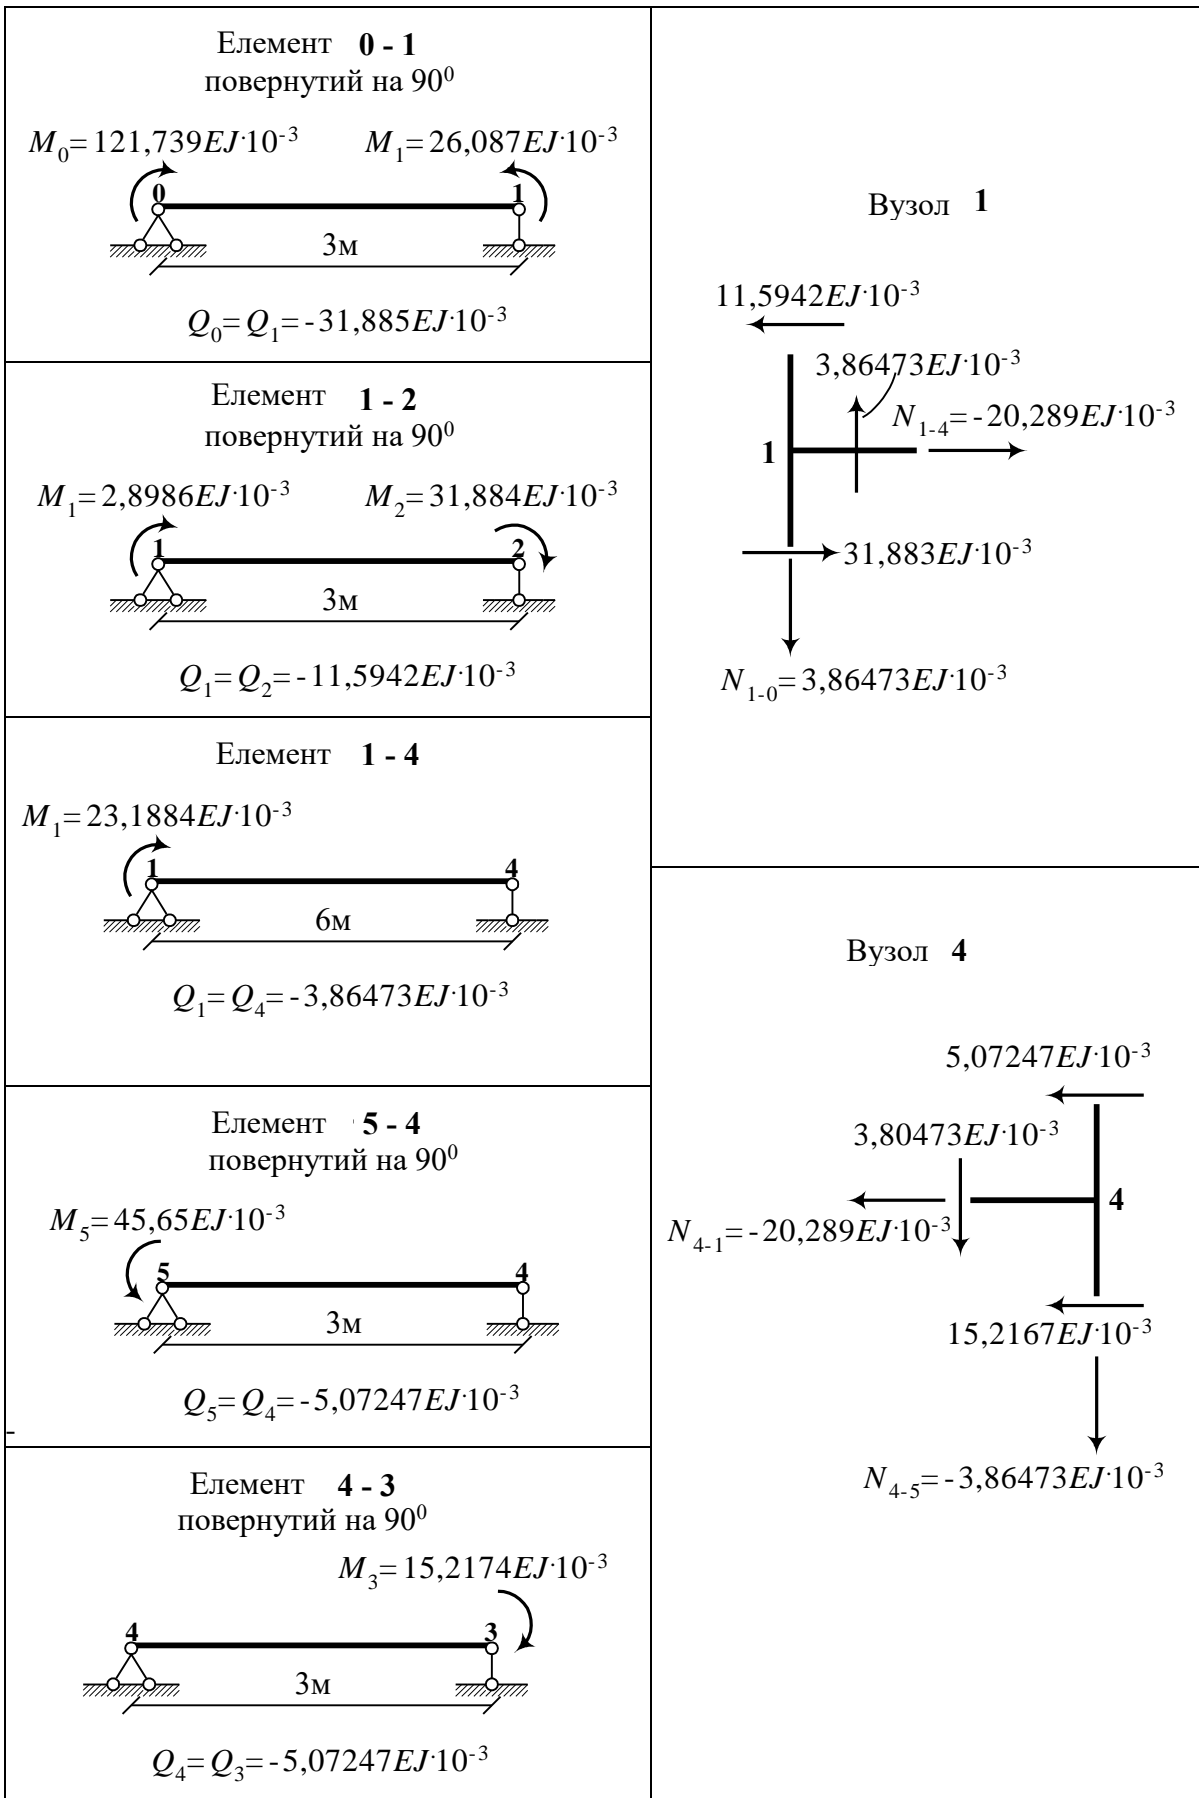 Елемент 0 - 1
повернутий на 90⁰
M₀=121,739EJ·10⁻³ M₁=26,087EJ·10⁻³
0 1
3м
Q₀=Q₁=-31,885EJ·10⁻³
Елемент 1 - 2
повернутий на 90⁰
M₁=2,8986EJ·10⁻³ M₂=31,884EJ·10⁻³
1 2
3м
Q₁=Q₂=-11,5942EJ·10⁻³
Елемент 1 - 4
M₁=23,1884EJ·10⁻³
1 4
6м
Q₁=Q₄=-3,86473EJ·10⁻³
Елемент 5 - 4
повернутий на 90⁰
M₅=45,65EJ·10⁻³
5 4
3м
Q₅=Q₄=-5,07247EJ·10⁻³
-
Елемент 4 - 3
повернутий на 90⁰
M₃=15,2174EJ·10⁻³
4 3
3м
Q₄=Q₃=-5,07247EJ·10⁻³
Вузол 1
11,5942EJ·10⁻³
3,86473EJ·10⁻³
N₁₋₄=-20,289EJ·10⁻³
1
31,883EJ·10⁻³
N₁₋₀=3,86473EJ·10⁻³
Вузол 4
5,07247EJ·10⁻³
3,80473EJ·10⁻³
4
N₄₋₁=-20,289EJ·10⁻³
15,2167EJ·10⁻³
N₄₋₅=-3,86473EJ·10⁻³